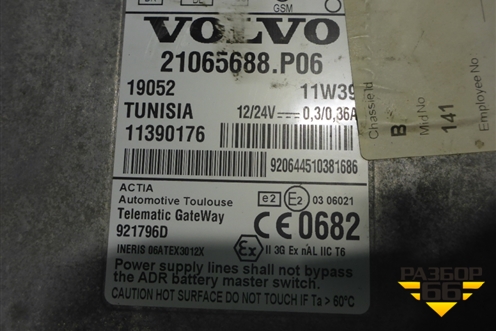 GSM
VOLVO
21065688.P06
19052 11W39
TUNISIA 12/24V 0,3/0,36A
11390176
920644510381686
ACTIA
Automotive Toulouse
Telematic GateWay
921796D
e2 E2 03 06021
CE 0682
INERIS 06ATEX3012X
Ex II 3G Ex nAL IIC T6
Power supply lines shall not bypass
the ADR battery master switch.
CAUTION HOT SURFACE DO NOT TOUCH IF Ta > 60°C
Chassie Id
B
Mid No
141
Employee No
РАЗБОР
66